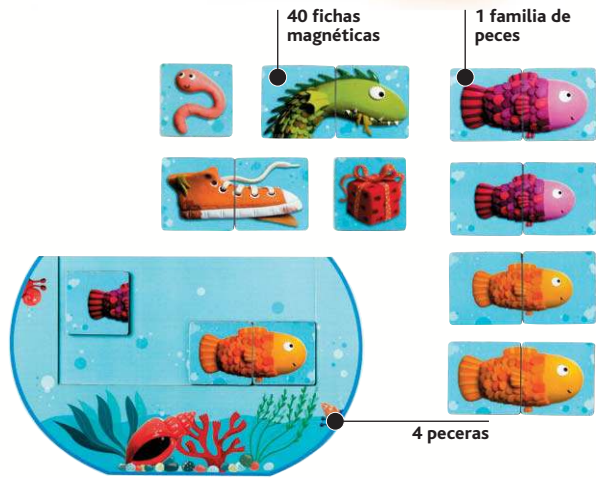 40 fichas
magnéticas
1 familia de
peces
4 peceras